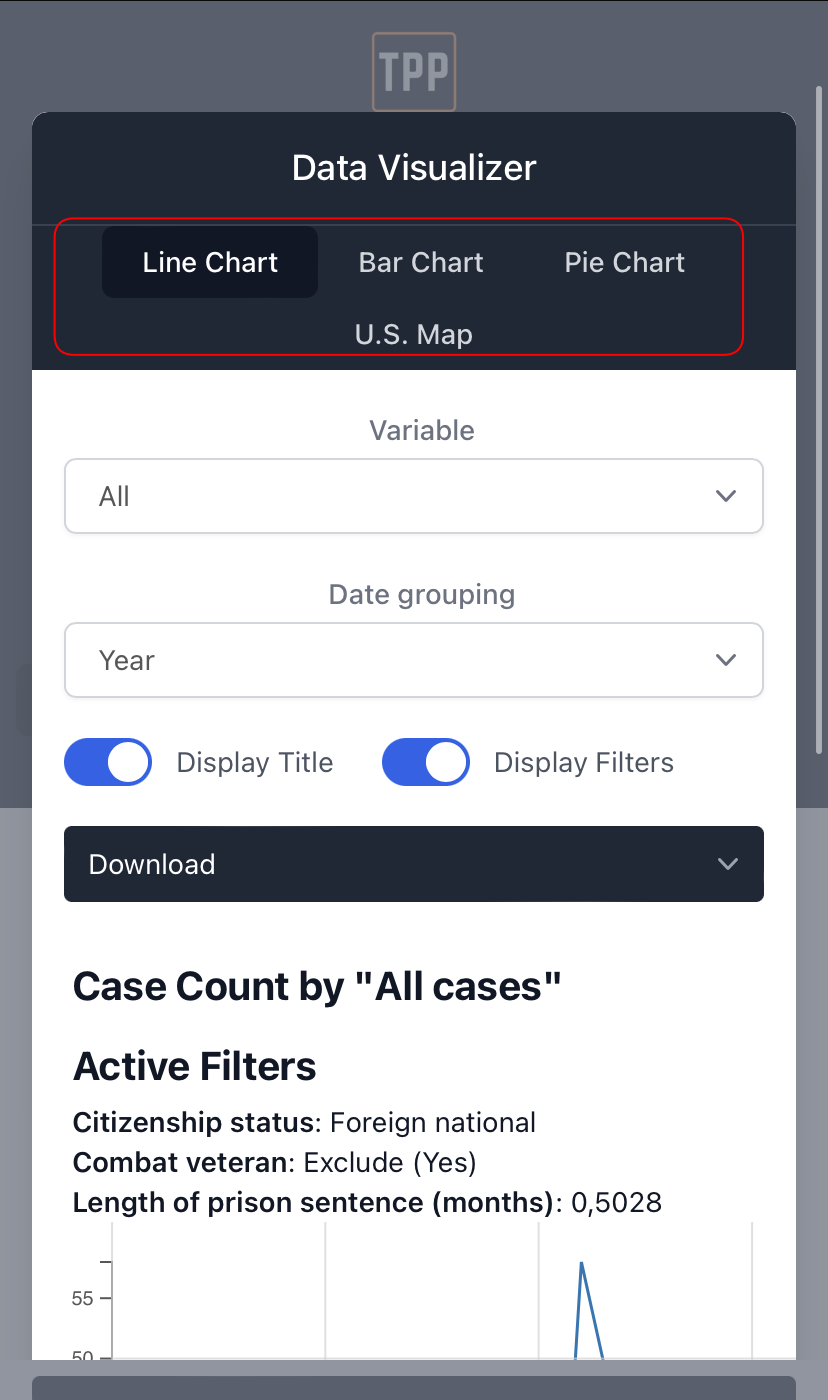 TPP
Data Visualizer
Line Chart Bar Chart Pie Chart
U.S. Map
Variable
All
Date grouping
Year
Display Title Display Filters
Download
Case Count by "All cases"
Active Filters
Citizenship status: Foreign national
Combat veteran: Exclude (Yes)
Length of prison sentence (months): 0,5028
55
50